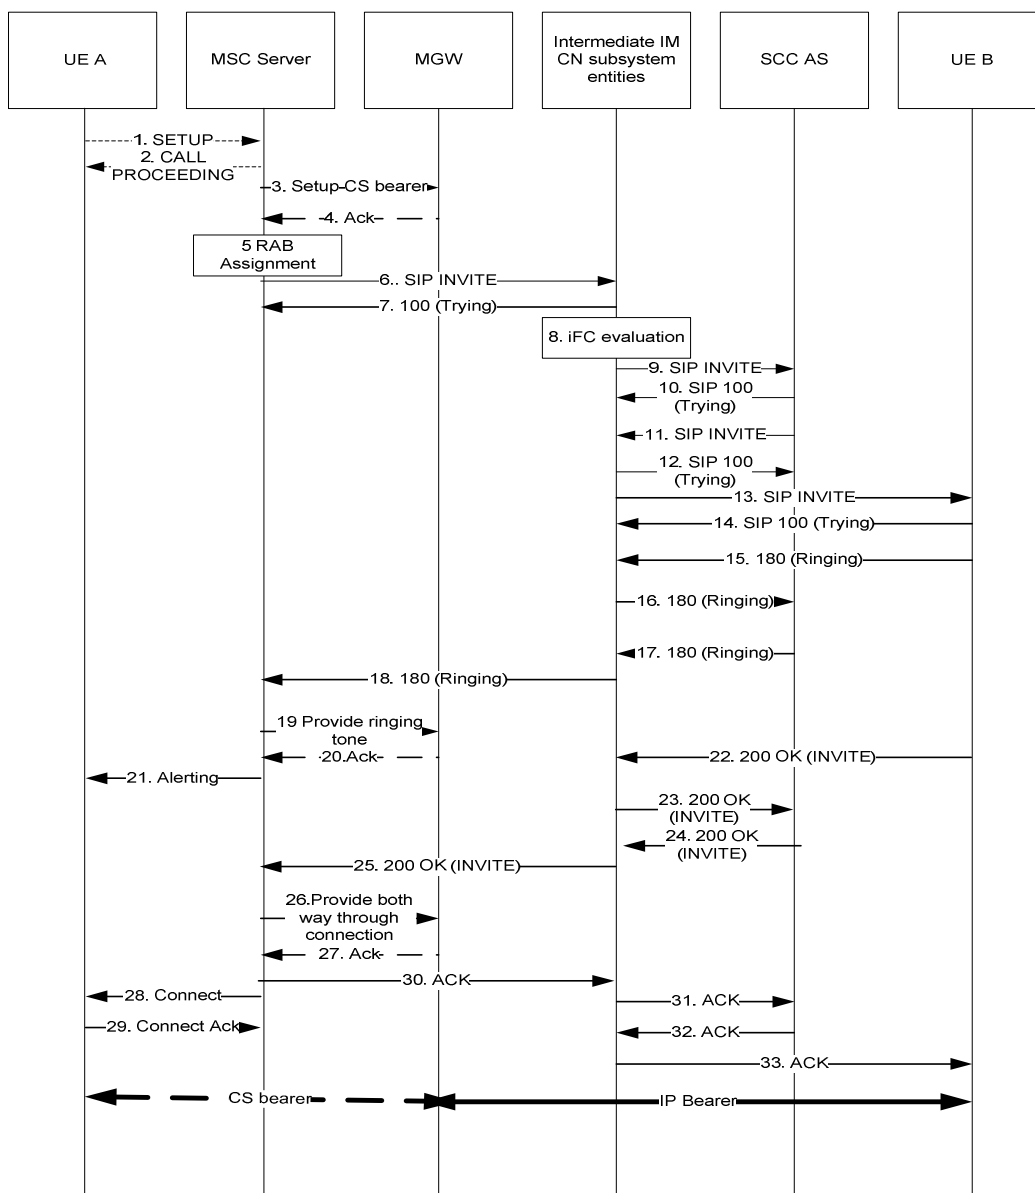 UE A
MSC Server
MGW
Intermediate IM
CN subsystem
entities
SCC AS
UE B
1. SETUP
2. CALL
PROCEEDING
3. Setup CS bearer
4. Ack
5 RAB
Assignment
6.. SIP INVITE
7. 100 (Trying)
8. iFC evaluation
9. SIP INVITE
10. SIP 100
(Trying)
11. SIP INVITE
12. SIP 100
(Trying)
13. SIP INVITE
14. SIP 100 (Trying)
15. 180 (Ringing)
16. 180 (Ringing)
17. 180 (Ringing)
18. 180 (Ringing)
19 Provide ringing
tone
20.Ack
22. 200 OK (INVITE)
21. Alerting
23. 200 OK
(INVITE)
24. 200 OK
(INVITE)
25. 200 OK (INVITE)
26.Provide both
way through
connection
27. Ack
30. ACK
28. Connect
31. ACK
29. Connect Ack
32. ACK
33. ACK
CS bearer
IP Bearer